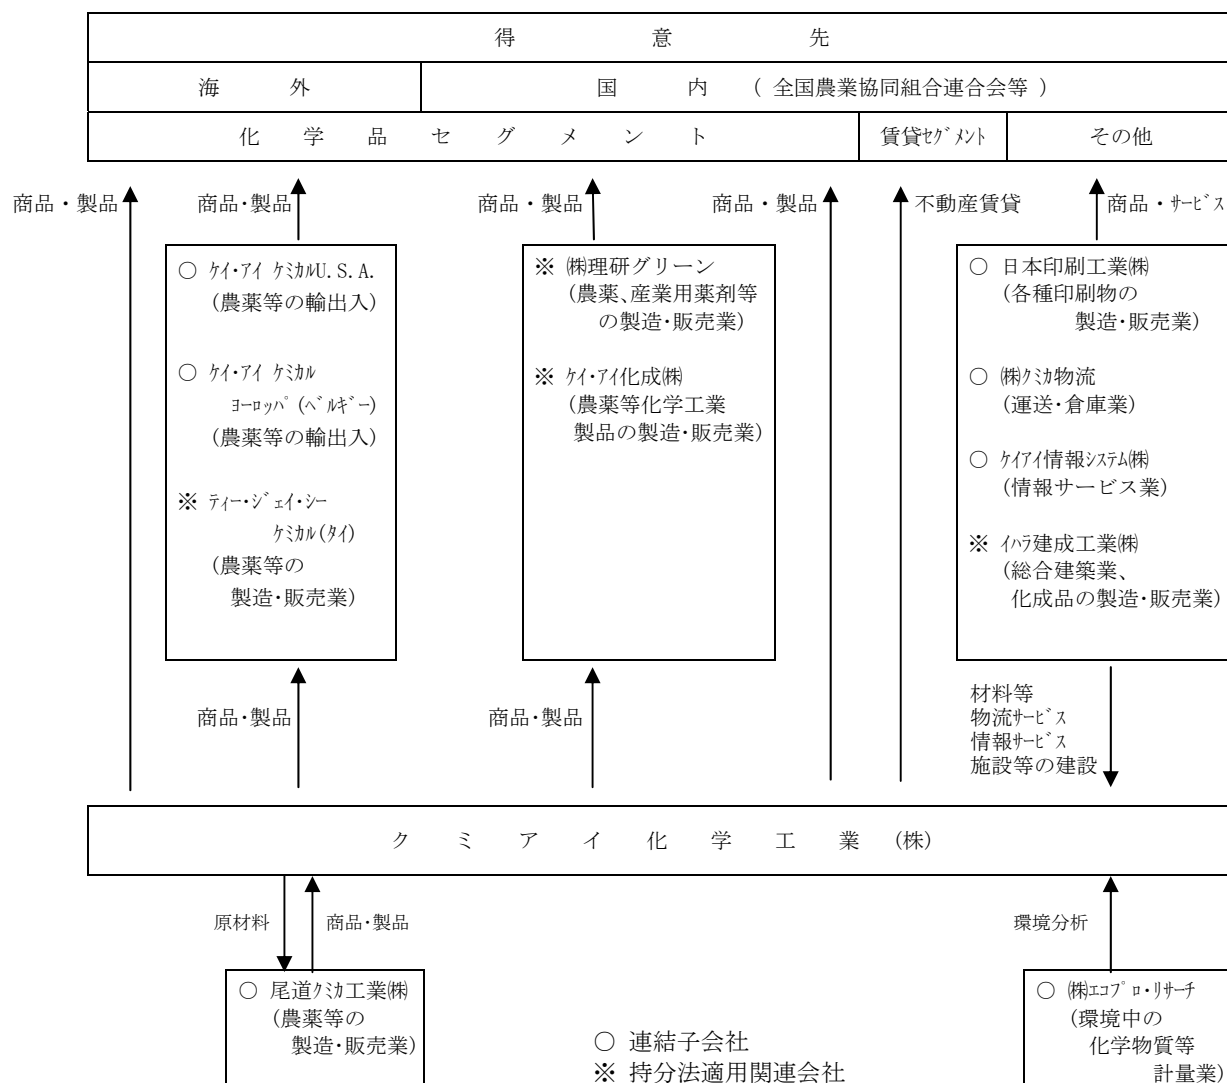 得意先
海外
国内 ( 全国農業協同組合連合会等 )
化学品セグメント
賃貸ｾｸﾞﾒﾝﾄ
その他
商品・製品
商品・製品
商品・製品
商品・製品
不動産賃貸
商品・ｻｰﾋﾞｽ
○ ｹｲ・ｱｲ ｹﾐｶﾙU.S.A.
(農薬等の輸出入)
○ ｹｲ・ｱｲ ｹﾐｶﾙ
ﾖｰﾛｯﾊﾟ(ﾍﾞﾙｷﾞｰ)
(農薬等の輸出入)
※ ﾃｨｰ・ｼﾞｪｲ・ｼｰ
ｹﾐｶﾙ(ﾀｲ)
(農薬等の
製造・販売業)
※ ㈱理研グリーン
(農薬、産業用薬剤等
の製造・販売業)
※ ｹｲ・ｱｲ化成㈱
(農薬等化学工業
製品の製造・販売業)
○ 日本印刷工業㈱
(各種印刷物の
製造・販売業)
○ ㈱ｸﾐｶ物流
(運送・倉庫業)
○ ｹｲｱｲ情報ｼｽﾃﾑ㈱
(情報サービス業)
※ ｲﾊﾗ建成工業㈱
(総合建築業、
化成品の製造・販売業)
商品・製品
商品・製品
材料等
物流ｻｰﾋﾞｽ
情報ｻｰﾋﾞｽ
施設等の建設
クミアイ化学工業(株)
原材料
商品・製品
環境分析
○ 尾道ｸﾐｶ工業㈱
(農薬等の
製造・販売業)
○ ㈱ｴｺﾌﾟﾛ・ﾘｻｰﾁ
(環境中の
化学物質等
計量業)
○ 連結子会社
※ 持分法適用関連会社